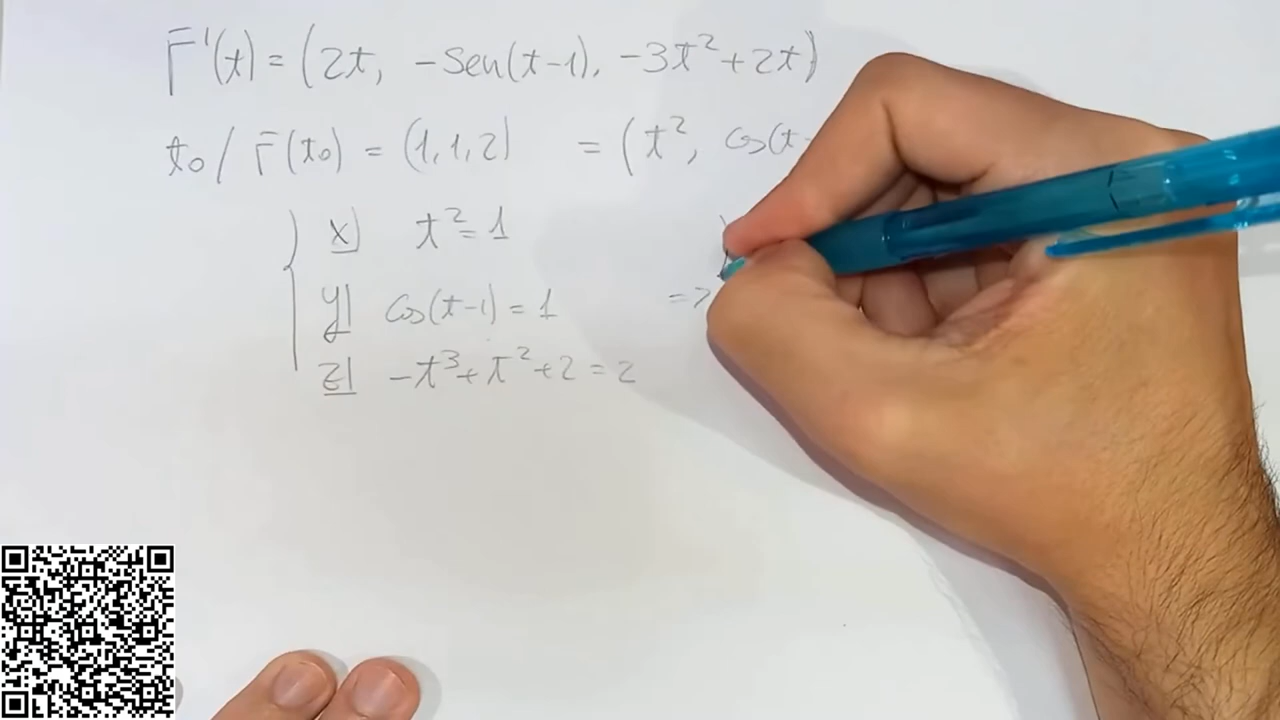 r̄'(t) = (2t, -sen(t-1), -3t²+2t)
t₀ / r̄(t₀) = (1,1,2) = (t², cos(t-
x) t² = 1
y) cos(t-1) = 1 =>
z) -t³+t²+2 = 2